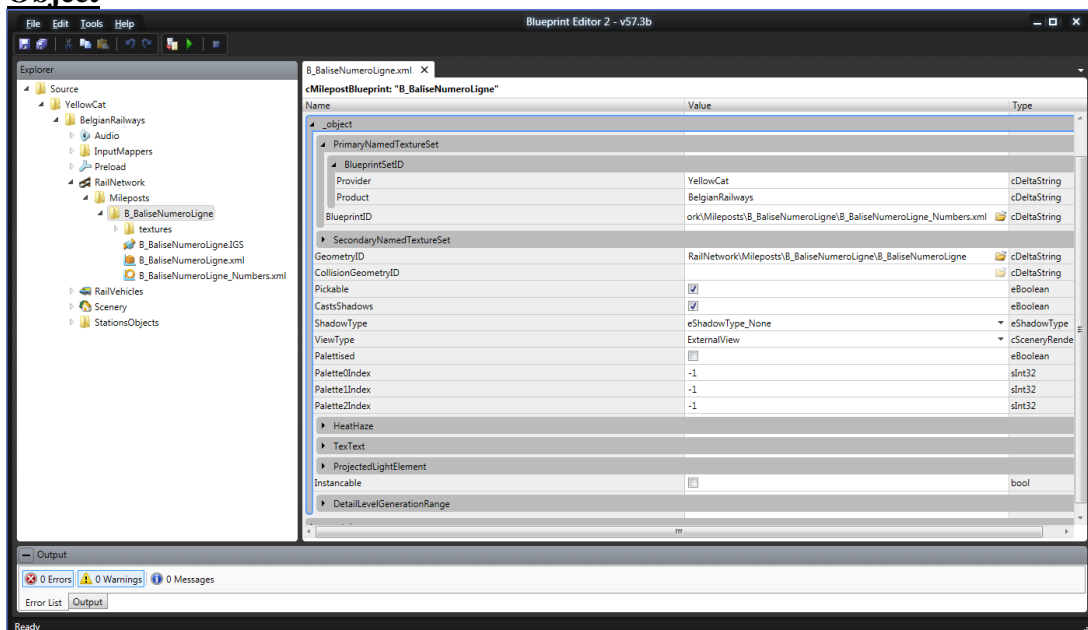 Object
File Edit Tools Help
Blueprint Editor 2 - v57.3b
Explorer
Source
YellowCat
BelgianRailways
Audio
InputMappers
Preload
RailNetwork
Mileposts
B_BaliseNumeroLigne
textures
B_BaliseNumeroLigne.IGS
B_BaliseNumeroLigne.xml
B_BaliseNumeroLigne_Numbers.xml
RailVehicles
Scenery
StationsObjects
B_BaliseNumeroLigne.xml
cMilepostBlueprint: "B_BaliseNumeroLigne"
Name Value Type
_object
PrimaryNamedTextureSet
BlueprintSetID
Provider YellowCat cDeltaString
Product BelgianRailways cDeltaString
BlueprintID ork\Mileposts\B_BaliseNumeroLigne\B_BaliseNumeroLigne_Numbers.xml cDeltaString
SecondaryNamedTextureSet
GeometryID RailNetwork\Mileposts\B_BaliseNumeroLigne\B_BaliseNumeroLigne cDeltaString
CollisionGeometryID cDeltaString
Pickable eBoolean
CastsShadows eBoolean
ShadowType eShadowType_None eShadowType
ViewType ExternalView cSceneryRende
Palettised eBoolean
Palette0Index -1 sInt32
Palette1Index -1 sInt32
Palette2Index -1 sInt32
HeatHaze
TexText
ProjectedLightElement
Instancable bool
DetailLevelGenerationRange
Output
0 Errors 0 Warnings 0 Messages
Error List Output
Ready